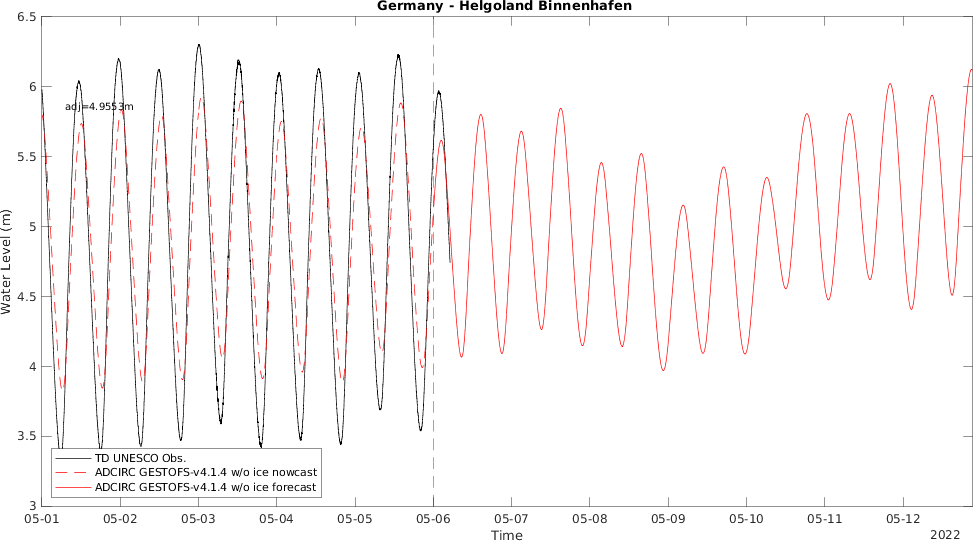 Germany - Helgoland Binnenhafen
6.5
6
5.5
5
4.5
4
3.5
3
Water Level (m)
adj=4.9553m
TD UNESCO Obs.
ADCIRC GESTOFS-v4.1.4 w/o ice nowcast
ADCIRC GESTOFS-v4.1.4 w/o ice forecast
05-01 05-02 05-03 05-04 05-05 05-06 05-07 05-08 05-09 05-10 05-11 05-12
Time
2022